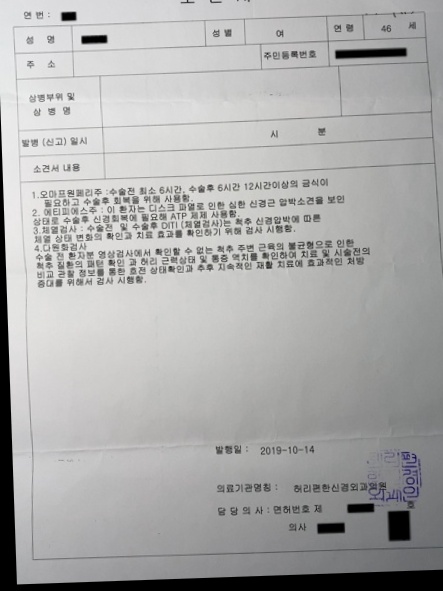 연 번 :
성 명
성 별
여
연 령
46 세
주 소
주민등록번호
상병부위 및
상 병 명
발병 (신고) 일시
시 분
소견서 내용
1.오마프원페리주 :수술전 최소 6시간, 수술후 6시간 12시간이상의 금식이
필요하고 수술후 회복을 위해 사용함.
2. 에티피에스주 : 이 환자는 디스크 파열로 인한 심한 신경근 압박소견을 보인
상태로 수술후 신경회복에 필요해 ATP 제제 사용함.
3.체열검사 : 수술전 및 수술후 DITI (체열검사)는 척추 신경압박에 따른
체열 상태 변화의 확인과 치료 효과를 확인하기 위해 검사 시행함.
4.다원화검사
수술 전 환자분 영상검사에서 확인할 수 없는 척추 주변 근육의 불균형으로 인한
척추 질환의 패턴 확인 과 허리 근력상태 및 통증 역치를 확인하여 치료 및 시술전의
비교 관찰 정보를 통한 호전 상태확인과 추후 지속적인 재활 치료에 효과적인 처방
증대를 위해서 검사 시행함.
발행일 : 2019-10-14
의료기관명칭 : 허리편한신경외과의원
담 당 의 사 : 면허번호 제 호
의사